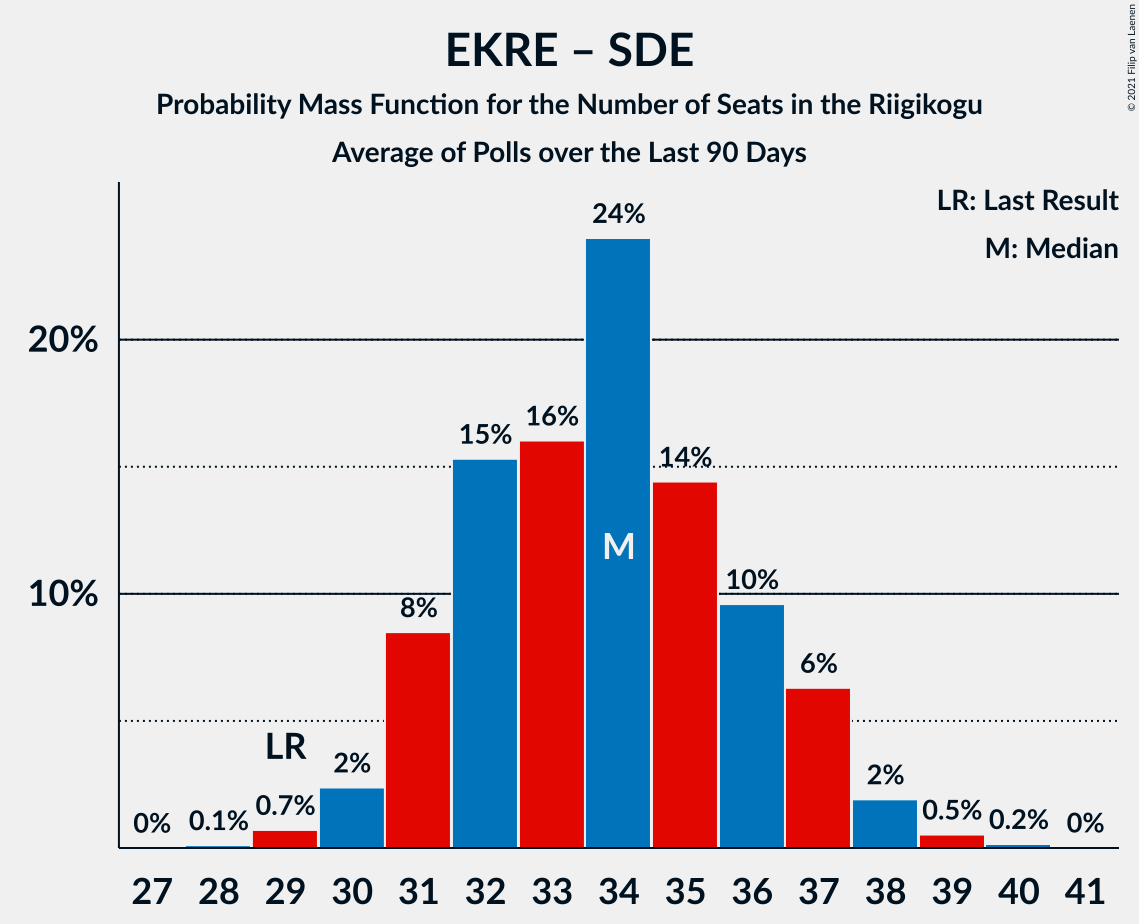 EKRE – SDE
Probability Mass Function for the Number of Seats in the Riigikogu
Average of Polls over the Last 90 Days
© 2021 Filip van Laenen
LR: Last Result
M: Median
20%
10%
0%
0.1%
0.7%
LR
2%
8%
15%
16%
24%
M
14%
10%
6%
2%
0.5%
0.2%
0%
27 28 29 30 31 32 33 34 35 36 37 38 39 40 41